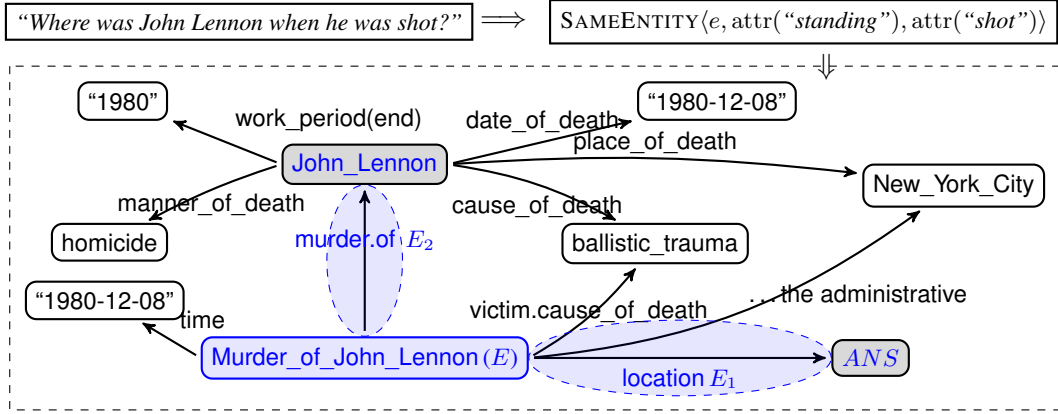 “Where was John Lennon when he was shot?” ⟹ SAMEENTITY⟨e, attr(“standing”), attr(“shot”)⟩
⇓
“1980”
“1980-12-08”
work_period(end)
date_of_death
place_of_death
John_Lennon
New_York_City
manner_of_death
cause_of_death
homicide
murder.of E₂
ballistic_trauma
“1980-12-08”
time
victim.cause_of_death
...the administrative
Murder_of_John_Lennon (E)
ANS
location E₁